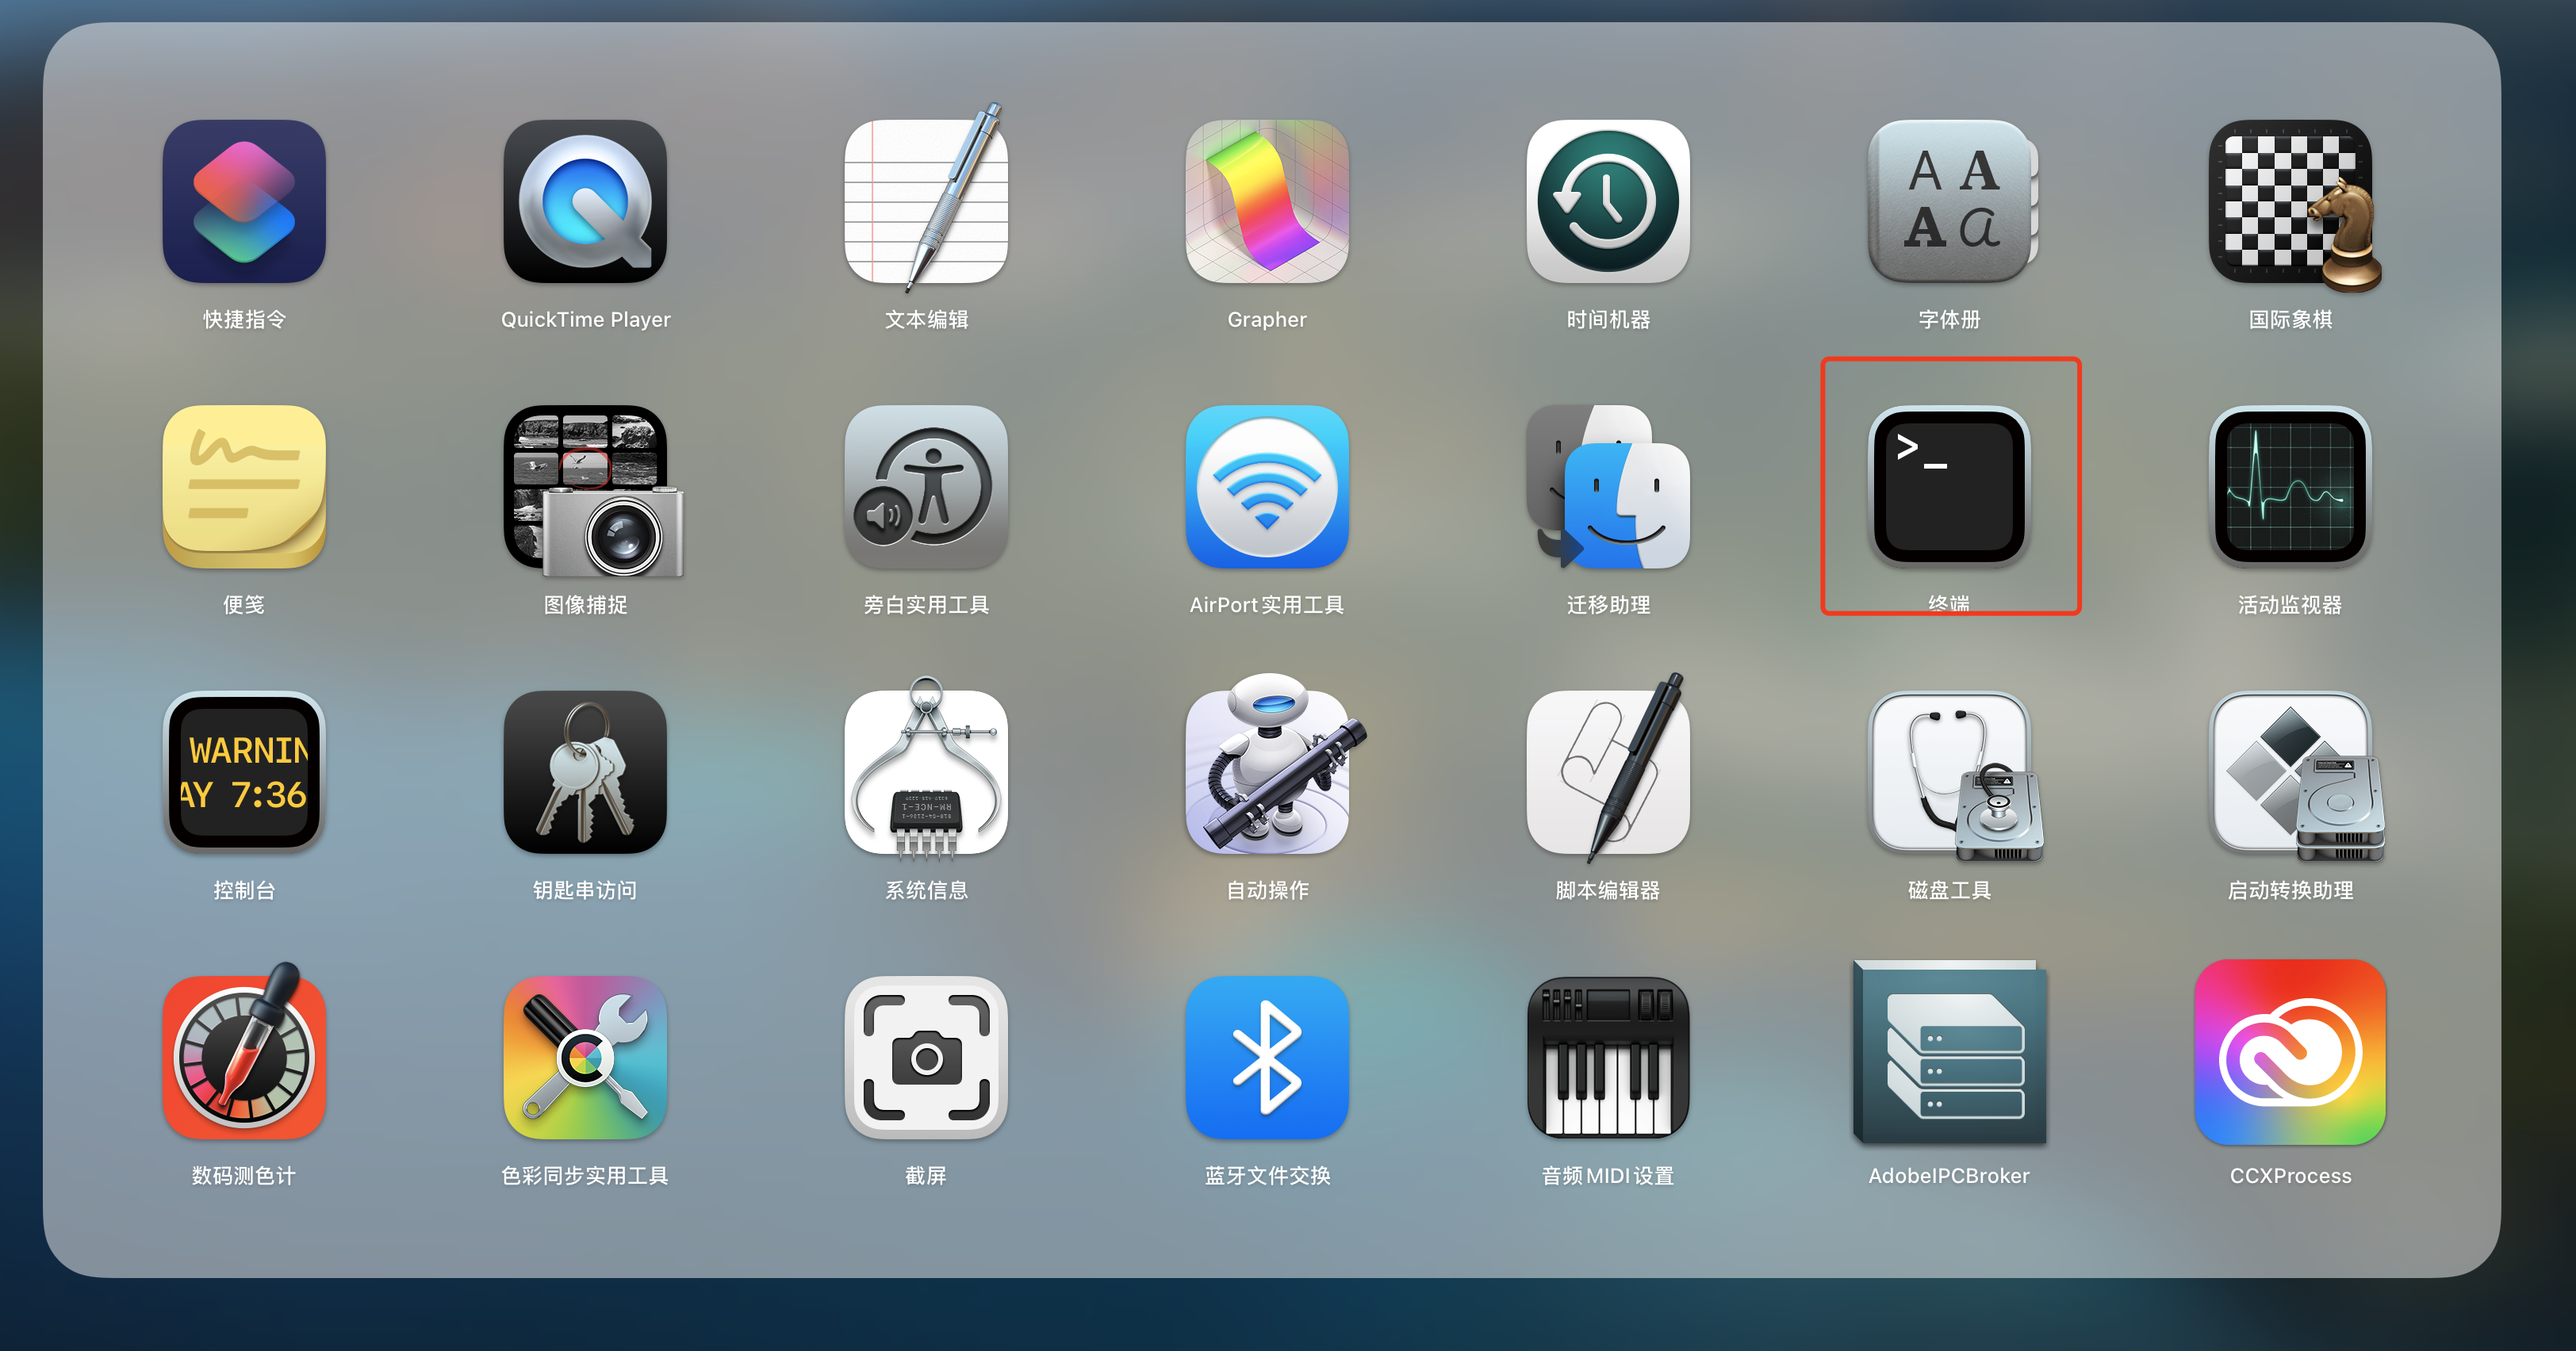 快捷指令
QuickTime Player
文本编辑
Grapher
时间机器
A A
A a
字体册
国际象棋
便笺
图像捕捉
旁白实用工具
AirPort实用工具
迁移助理
>_
终端
活动监视器
WARNIN
AY 7:36
控制台
钥匙串访问
系统信息
自动操作
脚本编辑器
磁盘工具
启动转换助理
数码测色计
色彩同步实用工具
截屏
蓝牙文件交换
音频MIDI设置
AdobeIPCBroker
CCXProcess